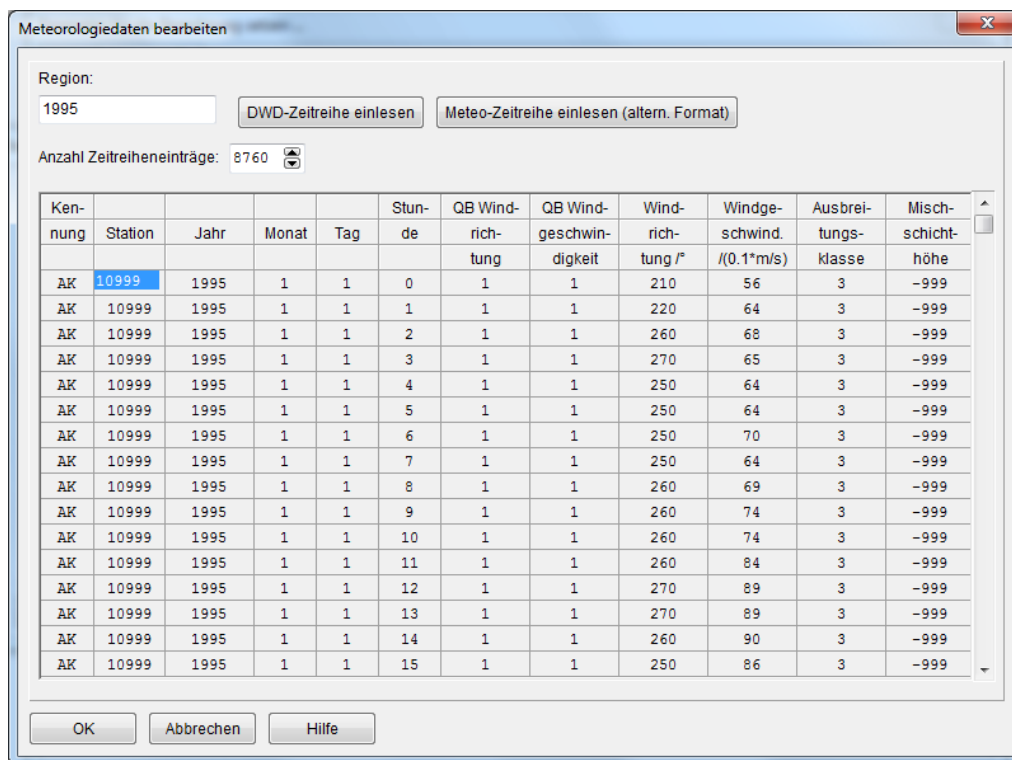 Meteorologiedaten bearbeiten
Region:
1995 DWD-Zeitreihe einlesen Meteo-Zeitreihe einlesen (altern. Format)
Anzahl Zeitreiheneinträge: 8760
Ken- Stun- QB Wind- QB Wind- Wind- Windge- Ausbrei- Misch-
nung Station Jahr Monat Tag de rich- geschwin- rich- schwind. tungs- schicht-
tung digkeit tung /° /(0.1*m/s) klasse höhe
AK 10999 1995 1 1 0 1 1 210 56 3 -999
AK 10999 1995 1 1 1 1 1 220 64 3 -999
AK 10999 1995 1 1 2 1 1 260 68 3 -999
AK 10999 1995 1 1 3 1 1 270 65 3 -999
AK 10999 1995 1 1 4 1 1 250 64 3 -999
AK 10999 1995 1 1 5 1 1 250 64 3 -999
AK 10999 1995 1 1 6 1 1 250 70 3 -999
AK 10999 1995 1 1 7 1 1 250 64 3 -999
AK 10999 1995 1 1 8 1 1 260 69 3 -999
AK 10999 1995 1 1 9 1 1 260 74 3 -999
AK 10999 1995 1 1 10 1 1 260 74 3 -999
AK 10999 1995 1 1 11 1 1 260 84 3 -999
AK 10999 1995 1 1 12 1 1 270 89 3 -999
AK 10999 1995 1 1 13 1 1 270 89 3 -999
AK 10999 1995 1 1 14 1 1 260 90 3 -999
AK 10999 1995 1 1 15 1 1 250 86 3 -999
OK Abbrechen Hilfe